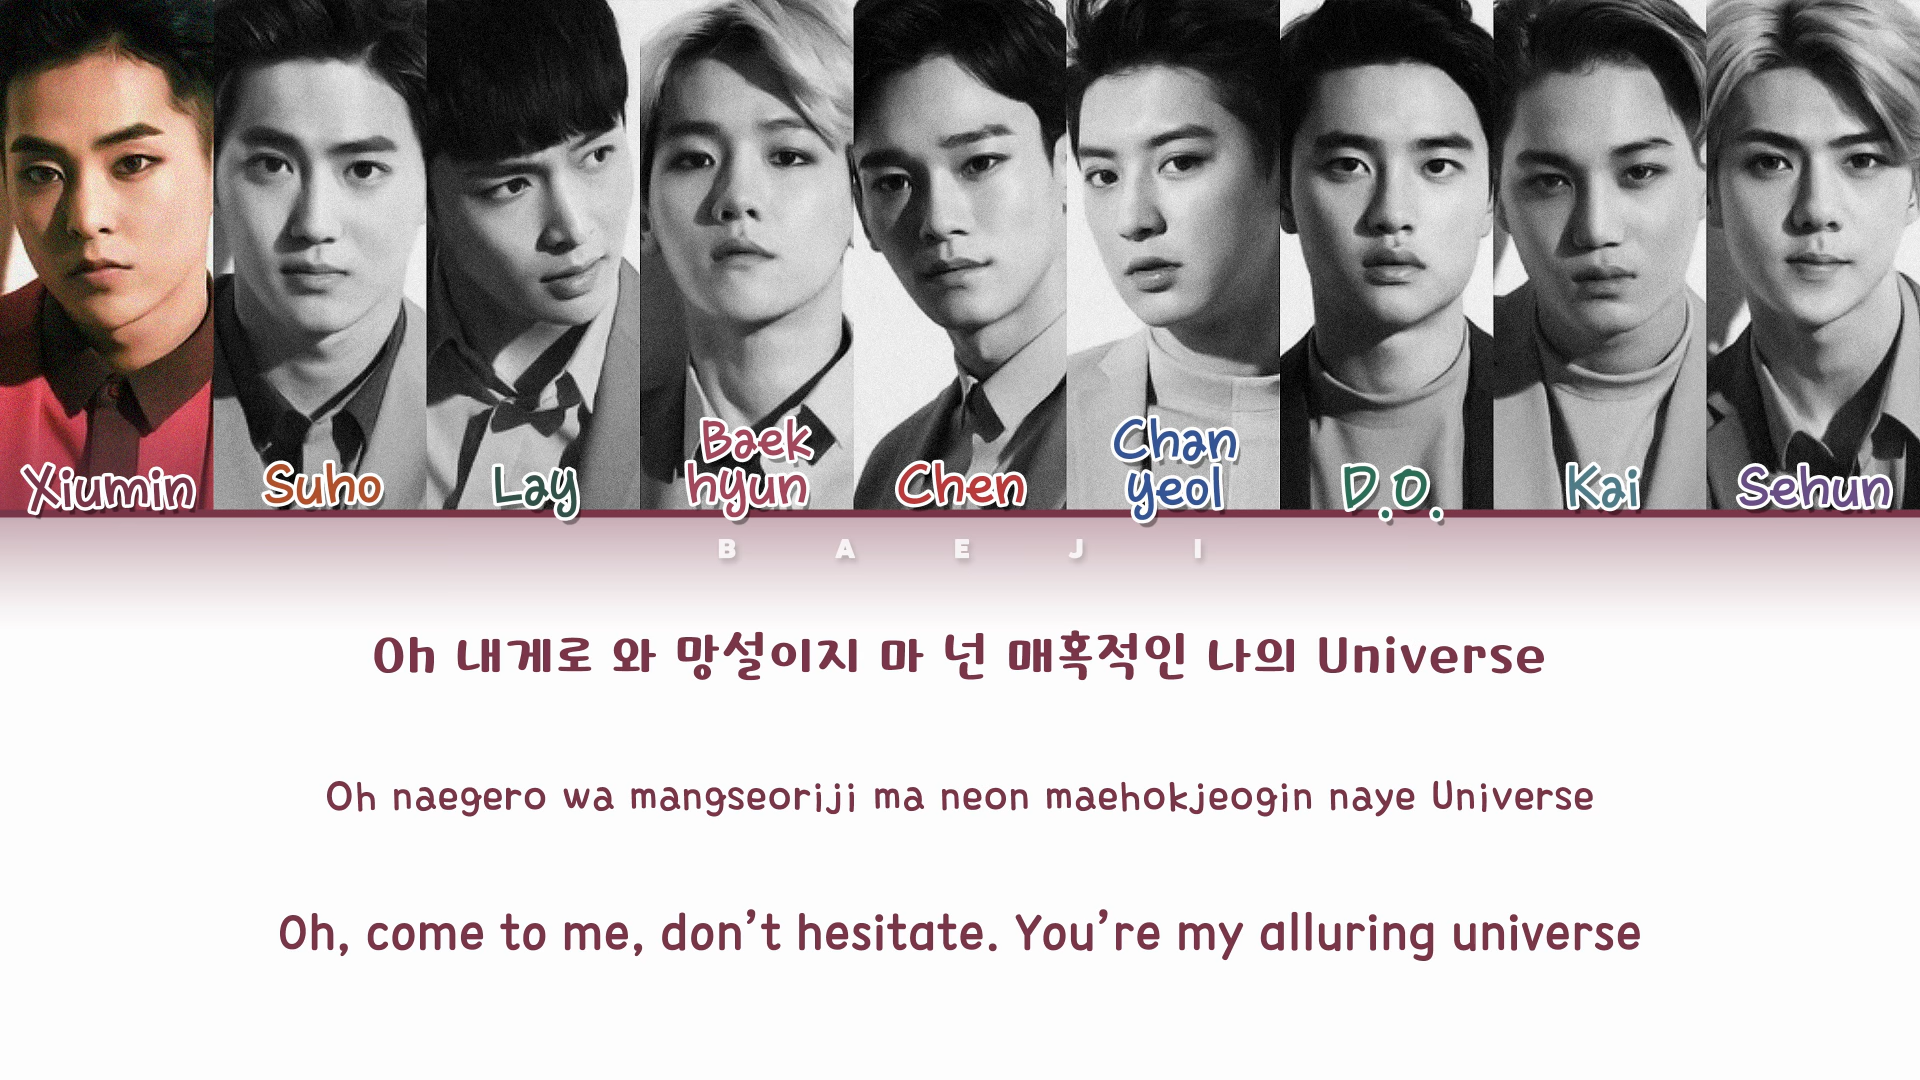 Xiumin
Suho
Lay
Baek
hyun
Chen
Chan
yeol
D.O.
Kai
Sehun
B A E J I
Oh 내게로 와 망설이지 마 넌 매혹적인 나의 Universe
Oh naegero wa mangseoriji ma neon maehokjeogin naye Universe
Oh, come to me, don’t hesitate. You’re my alluring universe